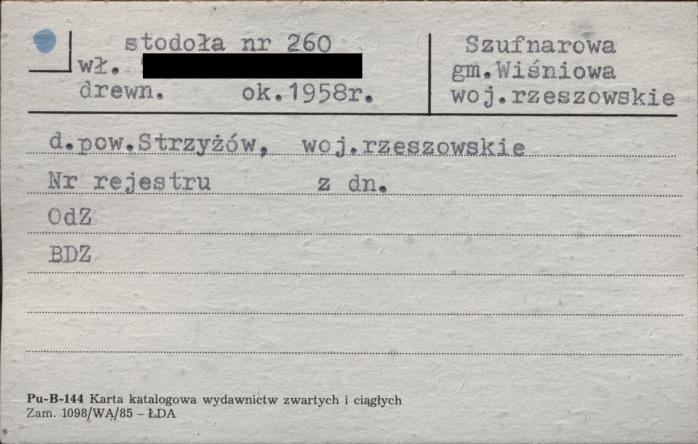 stodoła nr 260
wł.
drewn. ok.1958r.
Szufnarowa
gm.Wiśniowa
woj.rzeszowskie
d.pow.Strzyżów, woj.rzeszowskie
Nr rejestru z dn.
OdZ
BDZ
Pu-B-144 Karta katalogowa wydawnictw zwartych i ciągłych
Zam. 1098/WA/85 – ŁDA